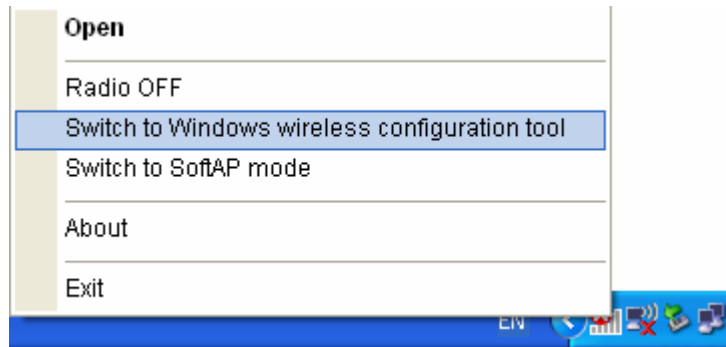 Open
Radio OFF
Switch to Windows wireless configuration tool
Switch to SoftAP mode
About
Exit
EN